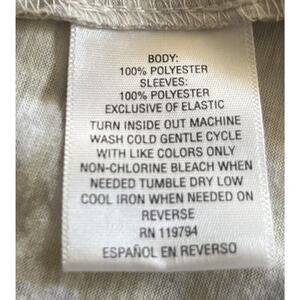 BODY:
100% POLYESTER
SLEEVES:
100% POLYESTER
EXCLUSIVE OF ELASTIC
TURN INSIDE OUT MACHINE
WASH COLD GENTLE CYCLE
WITH LIKE COLORS ONLY
NON-CHLORINE BLEACH WHEN
NEEDED TUMBLE DRY LOW
COOL IRON WHEN NEEDED ON
REVERSE
RN 119794
ESPAÑOL EN REVERSO